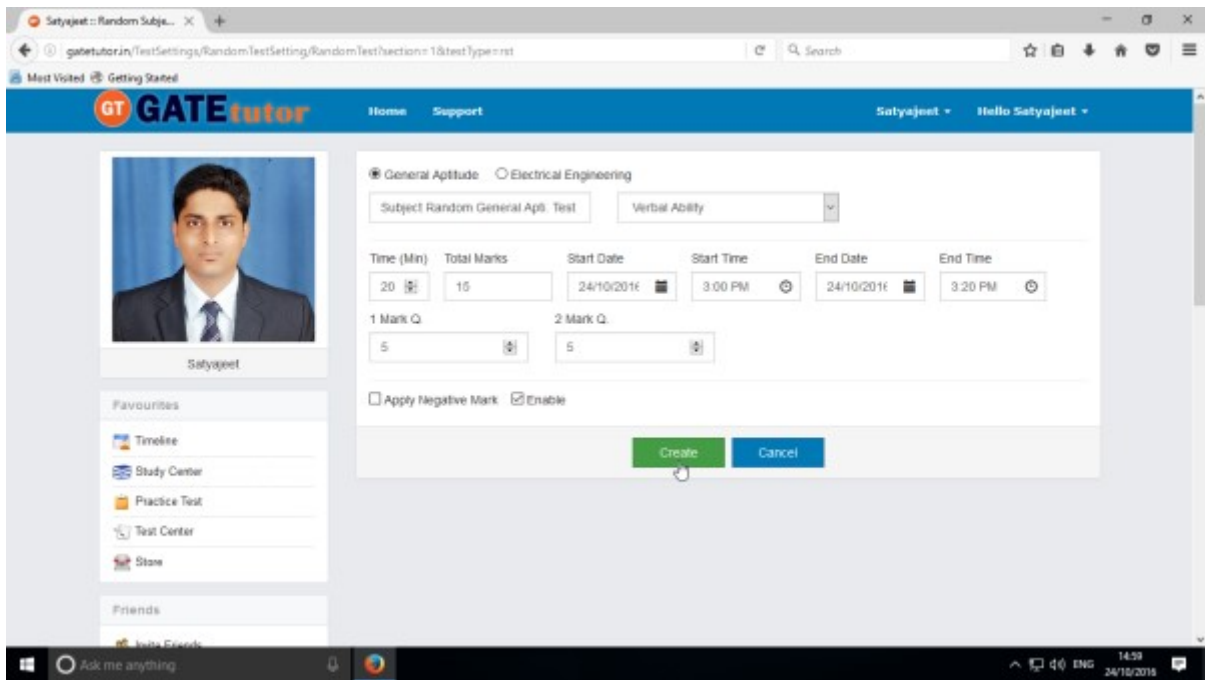 Satyajeet :: Random Subje...
gatetutor.in/TestSettings/RandomTestSetting/RandomTest?section=1&testType=rst
Search
Most Visited Getting Started
GT GATEtutor Home Support Satyajeet Hello Satyajeet
General Aptitude Electrical Engineering
Subject Random General Apti. Test Verbal Ability
Time (Min) Total Marks Start Date Start Time End Date End Time
20 15 24/10/2016 3:00 PM 24/10/2016 3:20 PM
1 Mark Q. 2 Mark Q.
5 5
Apply Negative Mark Enable
Create Cancel
Satyajeet
Favourites
Timeline
Study Center
Practice Test
Test Center
Store
Friends
Invite Friends
Ask me anything
ENG
14:59
24/10/2016